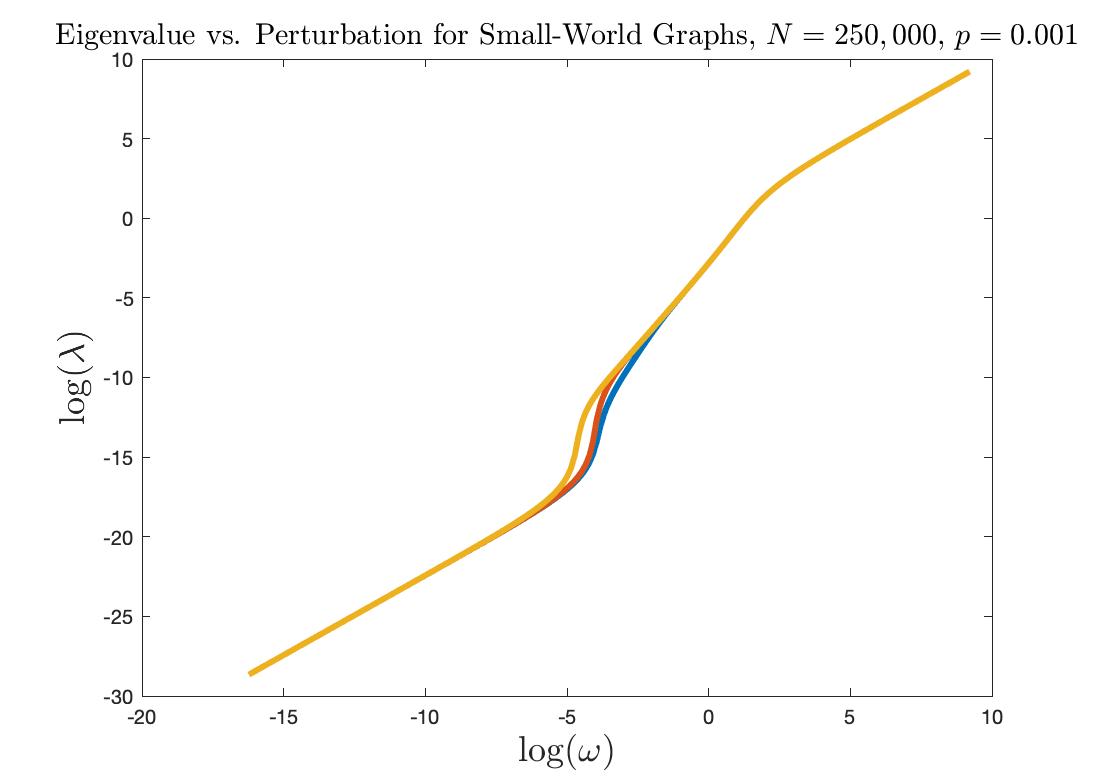 Eigenvalue vs. Perturbation for Small-World Graphs, N = 250,000, p = 0.001
10
5
0
-5
-10
-15
-20
-25
-30
log(λ)
-20 -15 -10 -5 0 5 10
log(ω)